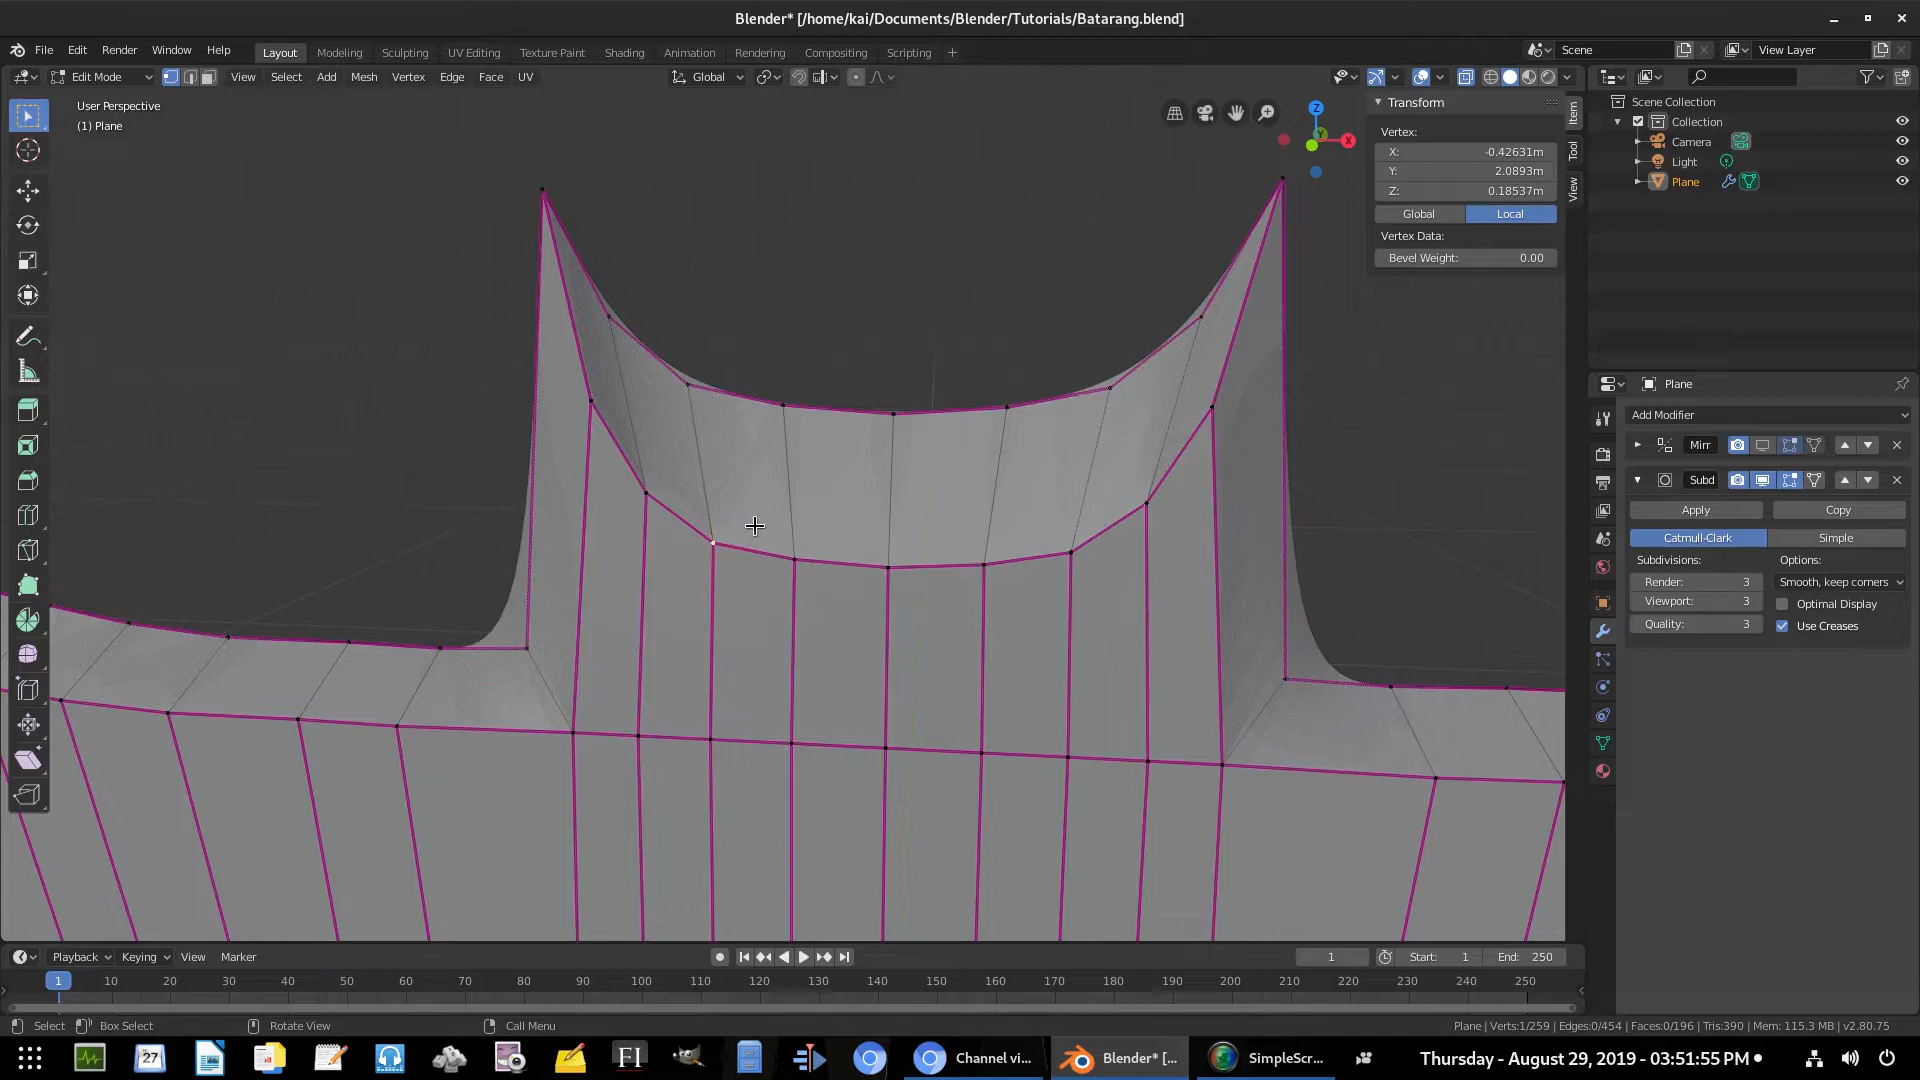 Blender* [/home/kai/Documents/Blender/Tutorials/Batarang.blend]
File Edit Render Window Help
Layout Modeling Sculpting UV Editing Texture Paint Shading Animation Rendering Compositing Scripting +
Scene View Layer
Edit Mode View Select Add Mesh Vertex Edge Face UV Global
User Perspective
(1) Plane
Z
Y
X
Transform
Vertex:
X: -0.42631m
Y: 2.0893m
Z: 0.18537m
Global Local
Vertex Data:
Bevel Weight: 0.00
Item
Tool
View
Scene Collection
Collection
Camera
Light
Plane
Plane
Add Modifier
Mirr
Subd
Apply Copy
Catmull-Clark Simple
Subdivisions: Options:
Render: 3 Smooth, keep corners
Viewport: 3 Optimal Display
Quality: 3 Use Creases
Playback Keying View Marker 1 Start: 1 End: 250
1 10 20 30 40 50 60 70 80 90 100 110 120 130 140 150 160 170 180 190 200 210 220 230 240 250
Select Box Select Rotate View Call Menu Plane | Verts:1/259 | Edges:0/454 | Faces:0/196 | Tris:390 | Mem: 115.3 MB | v2.80.75
27 FI Channel vi... Blender* [... SimpleScr... Thursday - August 29, 2019 - 03:51:55 PM